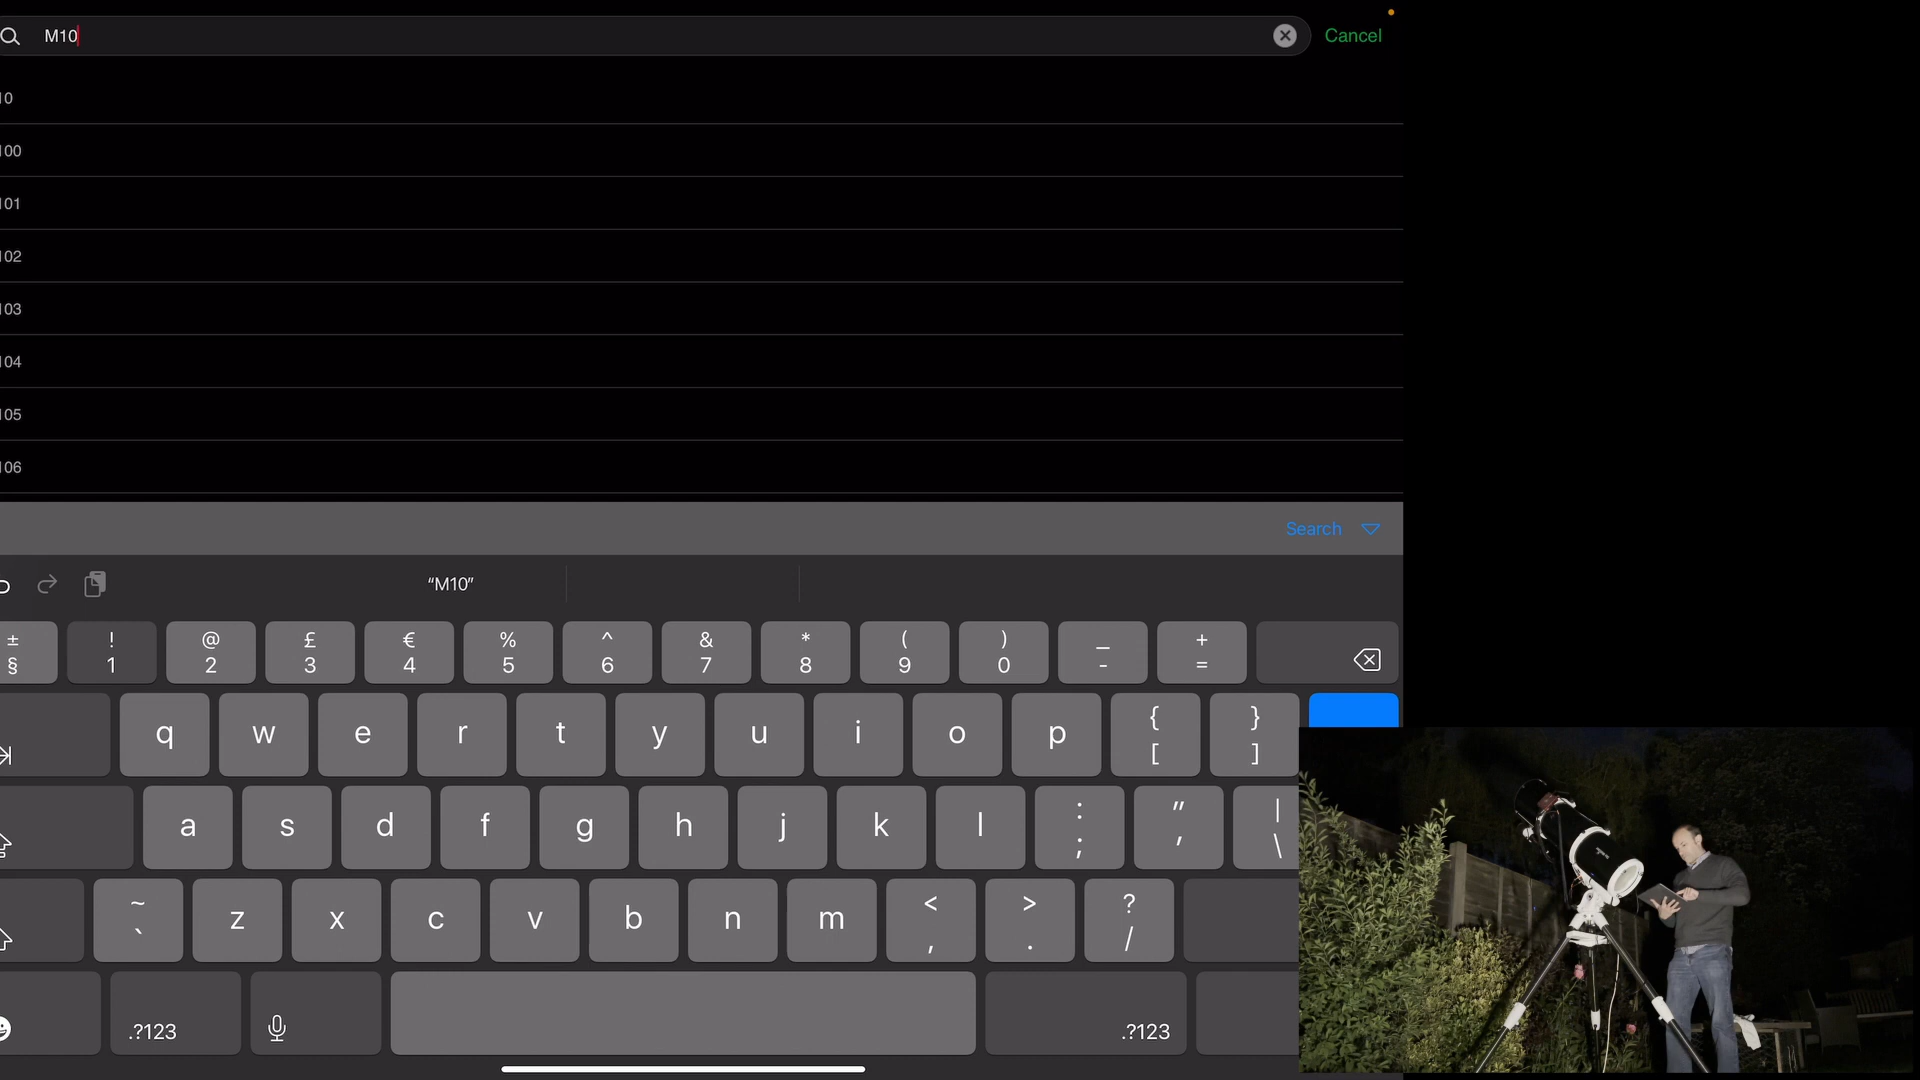 M10
Cancel
10
100
101
102
103
104
105
106
Search
“M10”
± ! @ £ € % ^ & * ( ) _ +
§ 1 2 3 4 5 6 7 8 9 0 - =
q w e r t y u i o p { [ } ]
a s d f g h j k l : ; " ' | \
~ ` z x c v b n m < , > . ? /
.?123 .?123